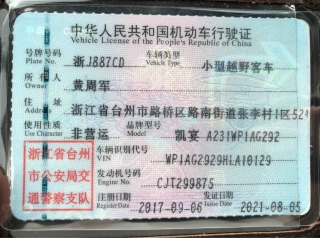 中华人民共和国机动车行驶证
Vehicle License of the People's Republic of China
号牌号码 浙J887CD 车辆类型 小型越野客车
Plate No. Vehicle Type
所有人 黄周军
Owner
住址 浙江省台州市路桥区路南街道张李村1区52
Address
使用性质 非营运 品牌型号 凯宴 A231WP1AG292
Use Character
浙江省台 车辆识别代号 WP1AG2929HLA10129
州市公安局交 VIN
通警察支队 发动机号码 CJT299875
Engine No.
注册日期 2017-09-06 发证日期 2021-08-05
Register Date Issue Date